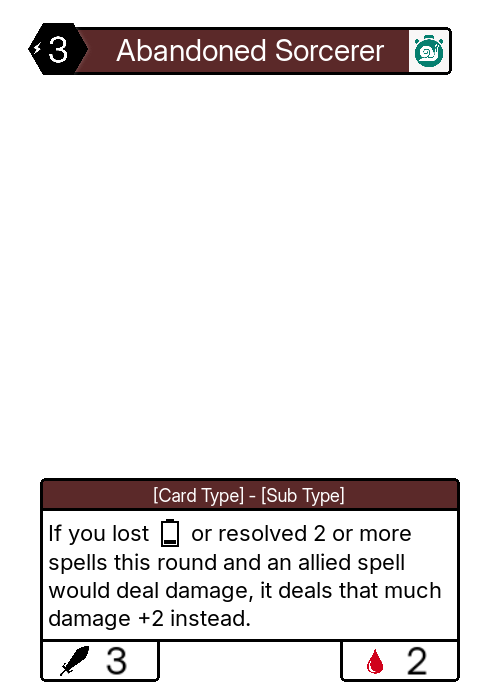 3 Abandoned Sorcerer
[Card Type] - [Sub Type]
If you lost or resolved 2 or more
spells this round and an allied spell
would deal damage, it deals that much
damage +2 instead.
3 2